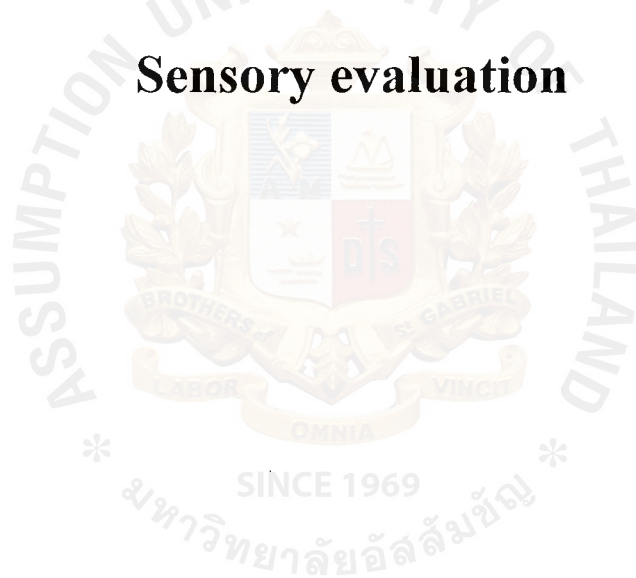 ASSUMPTION UNIVERSITY OF THAILAND
Sensory evaluation
A M
D S
BROTHERS of St GABRIEL
LABOR
VINCIT
OMNIA
* SINCE 1969 *
มหาวิทยาลัยอัสสัมชัญ